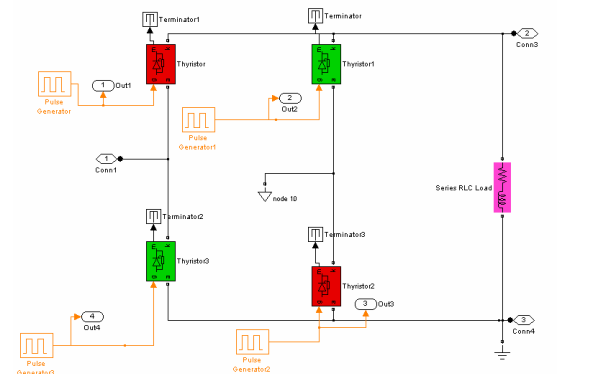 Terminator1
Terminator
2
Conn3
m k
Thyristor
g a
m k
Thyristor1
g a
1
Out1
Pulse
Generator
2
Out2
Pulse
Generator1
1
Conn1
Series RLC Load
node 10
Terminator2
Terminator3
Thyristor3
Thyristor2
4
Out4
3
Out3
3
Conn4
Pulse
Generator3
Pulse
Generator2